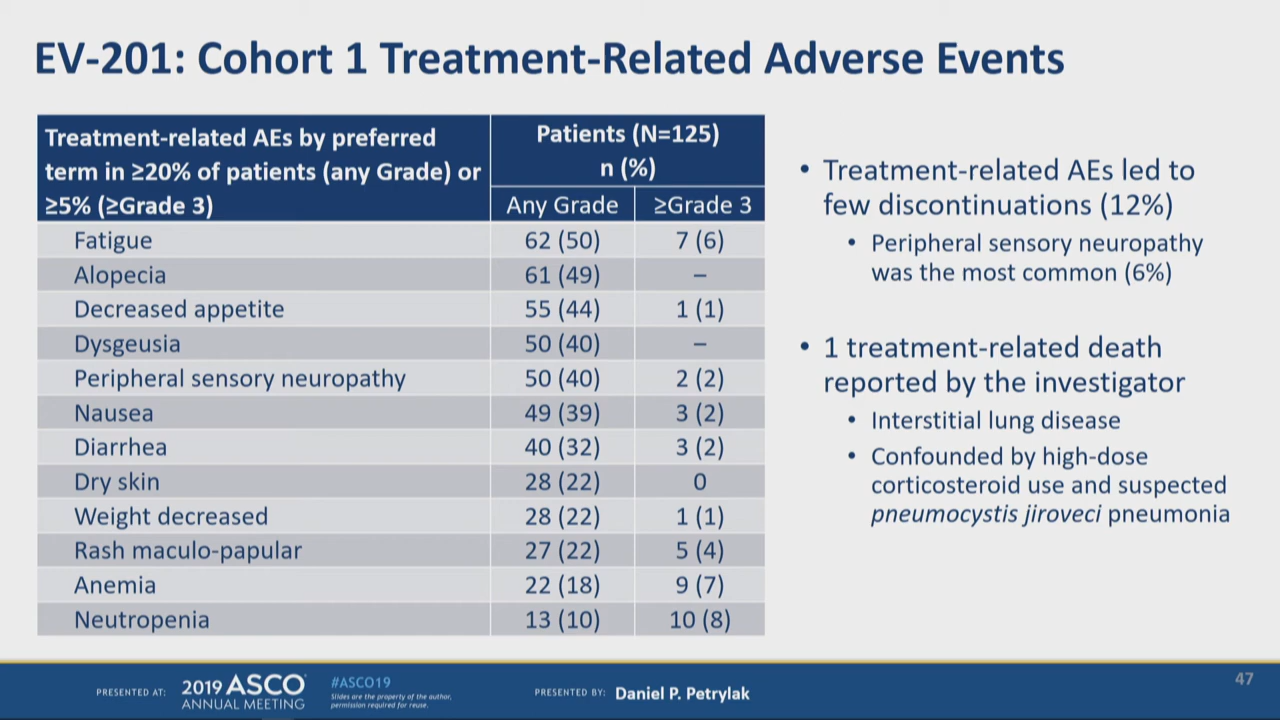 EV-201: Cohort 1 Treatment-Related Adverse Events
Treatment-related AEs by preferred
term in ≥20% of patients (any Grade) or
≥5% (≥Grade 3)
Patients (N=125)
n (%)
Any Grade ≥Grade 3
Fatigue 62 (50) 7 (6)
Alopecia 61 (49) –
Decreased appetite 55 (44) 1 (1)
Dysgeusia 50 (40) –
Peripheral sensory neuropathy 50 (40) 2 (2)
Nausea 49 (39) 3 (2)
Diarrhea 40 (32) 3 (2)
Dry skin 28 (22) 0
Weight decreased 28 (22) 1 (1)
Rash maculo-papular 27 (22) 5 (4)
Anemia 22 (18) 9 (7)
Neutropenia 13 (10) 10 (8)
• Treatment-related AEs led to
few discontinuations (12%)
• Peripheral sensory neuropathy
was the most common (6%)
• 1 treatment-related death
reported by the investigator
• Interstitial lung disease
• Confounded by high-dose
corticosteroid use and suspected
pneumocystis jiroveci pneumonia
PRESENTED AT:
2019 ASCO
ANNUAL MEETING
#ASCO19
Slides are the property of the author,
permission required for reuse.
PRESENTED BY: Daniel P. Petrylak
47